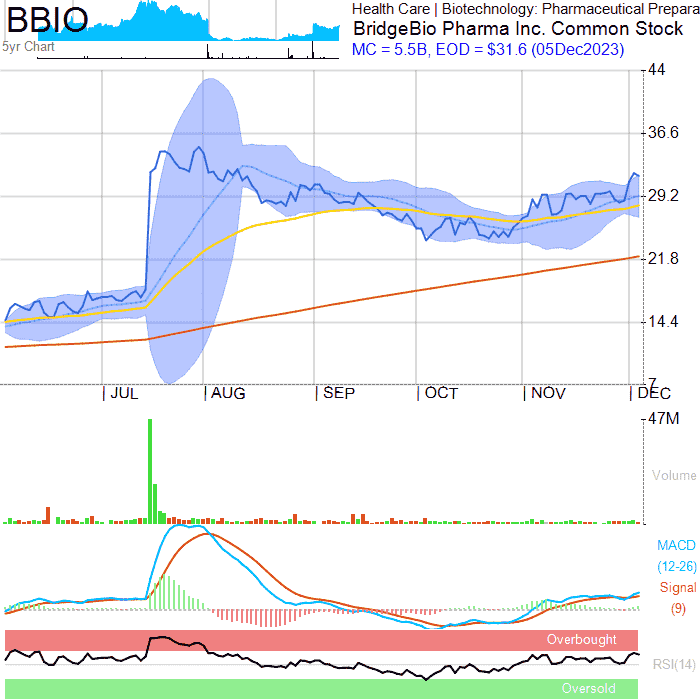 BBIO
5yr Chart
Health Care | Biotechnology: Pharmaceutical Prepara
BridgeBio Pharma Inc. Common Stock
MC = 5.5B, EOD = $31.6 (05Dec2023)
44
36.6
29.2
21.8
14.4
7
JUL
AUG
SEP
OCT
NOV
DEC
47M
Volume
MACD
(12-26)
Signal
(9)
Overbought
RSI(14)
Oversold